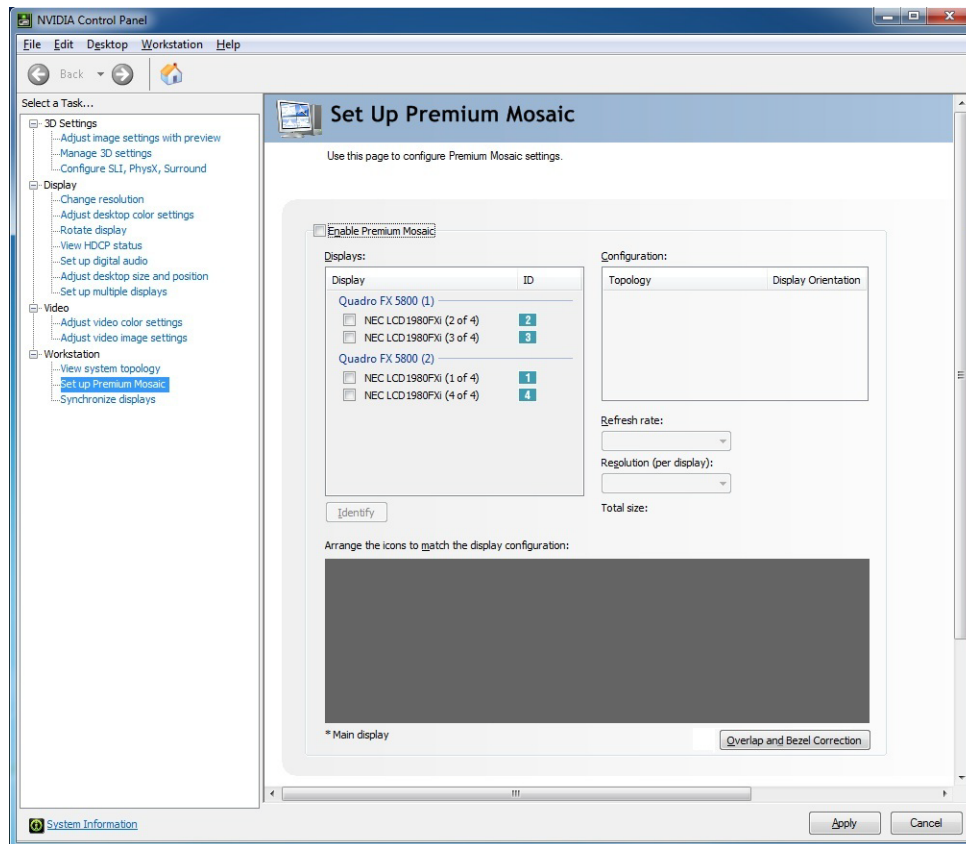 NVIDIA Control Panel
File Edit Desktop Workstation Help
Back
Select a Task...
3D Settings
Adjust image settings with preview
Manage 3D settings
Configure SLI, PhysX, Surround
Display
Change resolution
Adjust desktop color settings
Rotate display
View HDCP status
Set up digital audio
Adjust desktop size and position
Set up multiple displays
Video
Adjust video color settings
Adjust video image settings
Workstation
View system topology
Set up Premium Mosaic
Synchronize displays
Set Up Premium Mosaic
Use this page to configure Premium Mosaic settings.
Enable Premium Mosaic
Displays:
Display ID
Quadro FX 5800 (1)
NEC LCD1980FXi (2 of 4) 2
NEC LCD1980FXi (3 of 4) 3
Quadro FX 5800 (2)
NEC LCD1980FXi (1 of 4) 1
NEC LCD1980FXi (4 of 4) 4
Identify
Configuration:
Topology Display Orientation
Refresh rate:
Resolution (per display):
Total size:
Arrange the icons to match the display configuration:
* Main display
Overlap and Bezel Correction
System Information
Apply Cancel